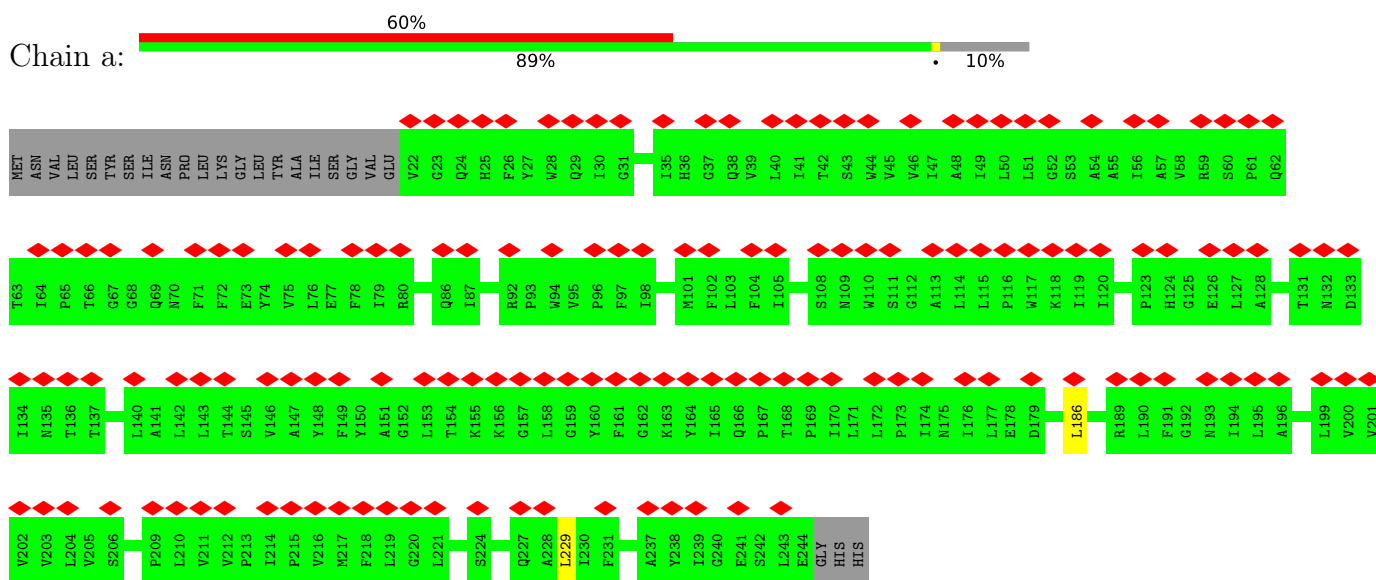 60%
Chain a:
89% • 10%
MET ASN VAL LEU SER TYR SER ILE ASN PRO LEU LYS GLY LEU TYR ALA ILE SER GLY VAL GLU V22 G23 Q24 H25 F26 Y27 W28 Q29 I30 G31 I35 H36 G37 Q38 V39 L40 I41 T42 S43 W44 V45 V46 I47 A48 I49 L50 L51 G52 S53 A54 A55 I56 A57 V58 R59 S60 P61 Q62
T63 I64 P65 T66 G67 G68 Q69 N70 F71 F72 E73 Y74 V75 L76 E77 F78 I79 R80 Q86 I87 R92 P93 W94 V95 P96 F97 I98 M101 F102 L103 F104 I105 S108 N109 W110 S111 G112 A113 L114 L115 P116 W117 K118 I119 I120 P123 H124 G125 E126 L127 A128 T131 N132 D133
I134 N135 T136 T137 L140 A141 L142 L143 T144 S145 V146 A147 Y148 F149 Y150 A151 G152 L153 T154 K155 K156 G157 L158 G159 Y160 F161 G162 K163 Y164 I165 Q166 P167 T168 P169 I170 L171 L172 P173 I174 N175 I176 L177 E178 D179 L186 R189 L190 F191 G192 N193 I194 L195 A196 L199 V200 V201
V202 V203 L204 V205 S206 P209 L210 V211 V212 P213 I214 P215 V216 M217 F218 L219 G220 L221 S224 Q227 A228 L229 I230 F231 A237 Y238 I239 G240 E241 S242 L243 E244 GLY HIS HIS